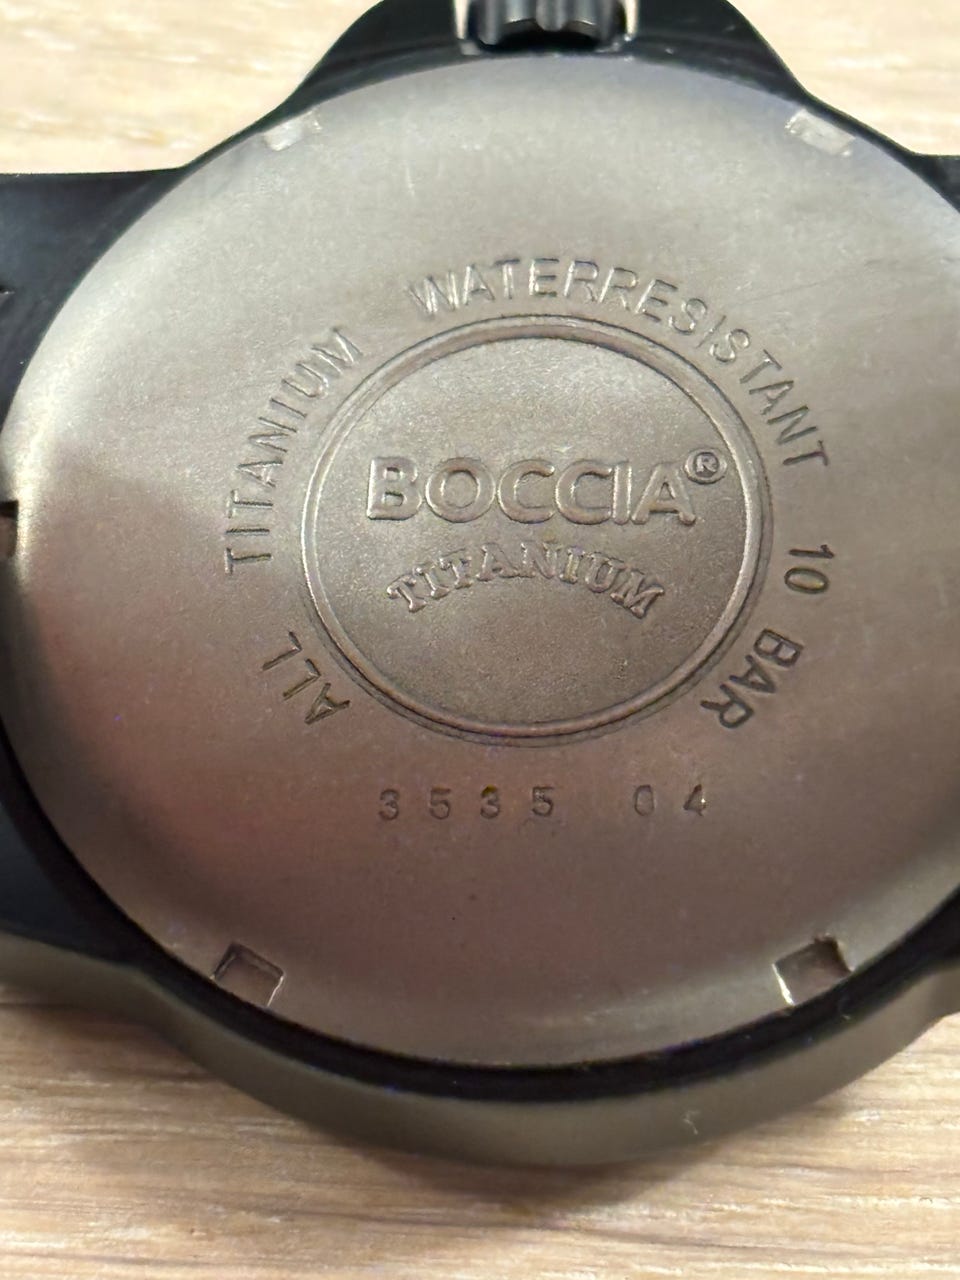 ALL TITANIUM WATERRESISTANT 10 BAR
BOCCIA®
TITANIUM
3535 04